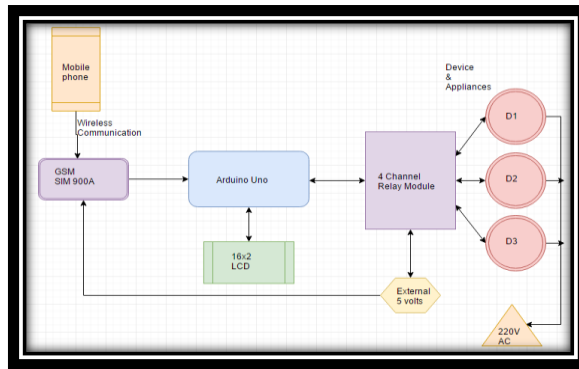 Mobile
phone
Wireless
Communication
GSM
SIM 900A
Arduino Uno
16x2
LCD
4 Channel
Relay Module
External
5 volts
Device
&
Appliances
D1
D2
D3
220V
AC